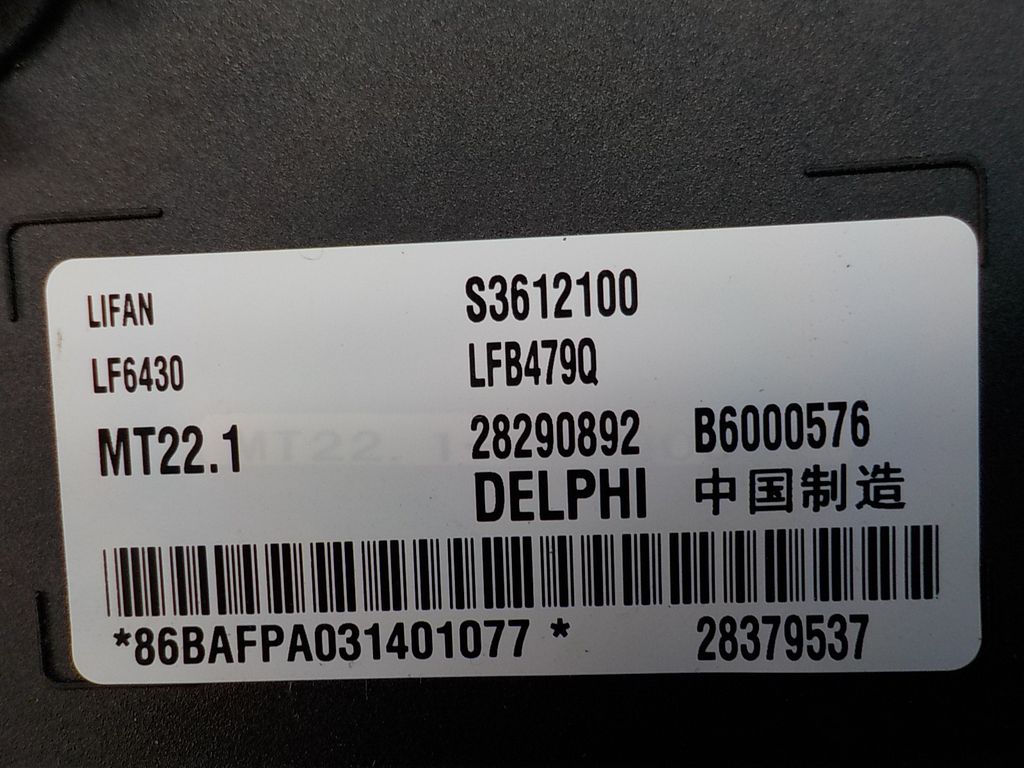 LIFAN S3612100
LF6430 LFB479Q
MT22.1 28290892 B6000576
DELPHI 中国制造
*86BAFPA031401077 * 28379537